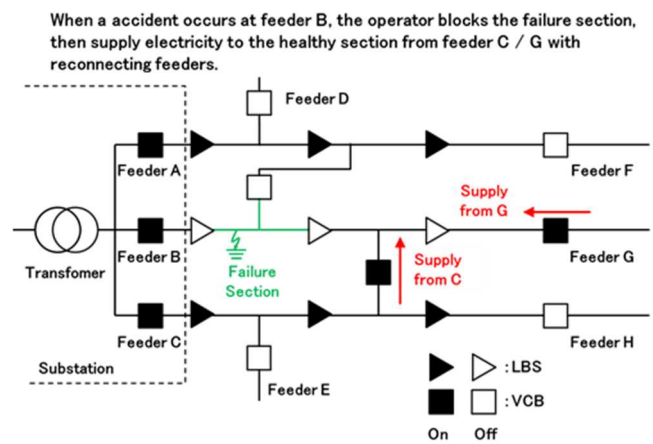 When a accident occurs at feeder B, the operator blocks the failure section,
then supply electricity to the healthy section from feeder C / G with
reconnecting feeders.
Feeder D
Feeder A
Feeder F
Supply
from G
Feeder B
Transfomer
Failure
Section
Supply
from C
Feeder G
Feeder C
Feeder H
Substation
Feeder E
:LBS
:VCB
On
Off